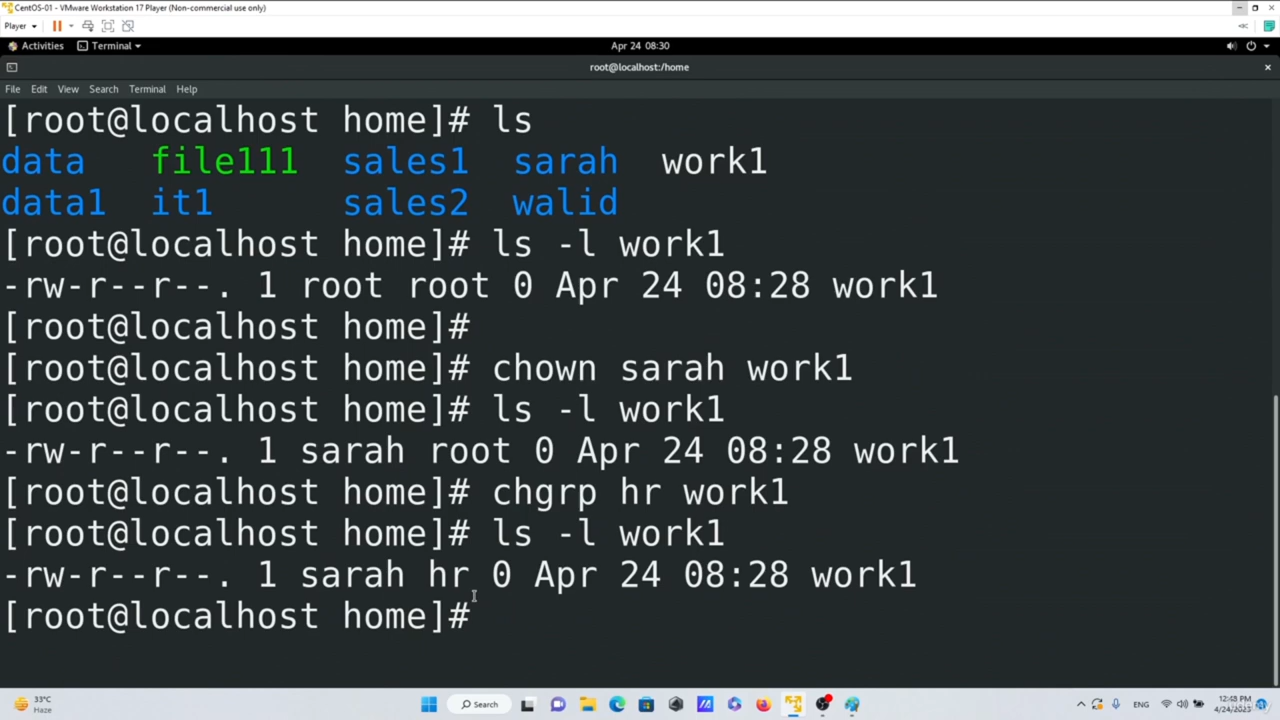 CentOS-01 - VMware Workstation 17 Player (Non-commercial use only)
Player
Activities Terminal Apr 24 08:30
root@localhost:/home
File Edit View Search Terminal Help
[root@localhost home]# ls
data file111 sales1 sarah work1
data1 it1 sales2 walid
[root@localhost home]# ls -l work1
-rw-r--r--. 1 root root 0 Apr 24 08:28 work1
[root@localhost home]#
[root@localhost home]# chown sarah work1
[root@localhost home]# ls -l work1
-rw-r--r--. 1 sarah root 0 Apr 24 08:28 work1
[root@localhost home]# chgrp hr work1
[root@localhost home]# ls -l work1
-rw-r--r--. 1 sarah hr 0 Apr 24 08:28 work1
[root@localhost home]#
33°C Search ENG 12:48 PM
Haze 4/24/2023